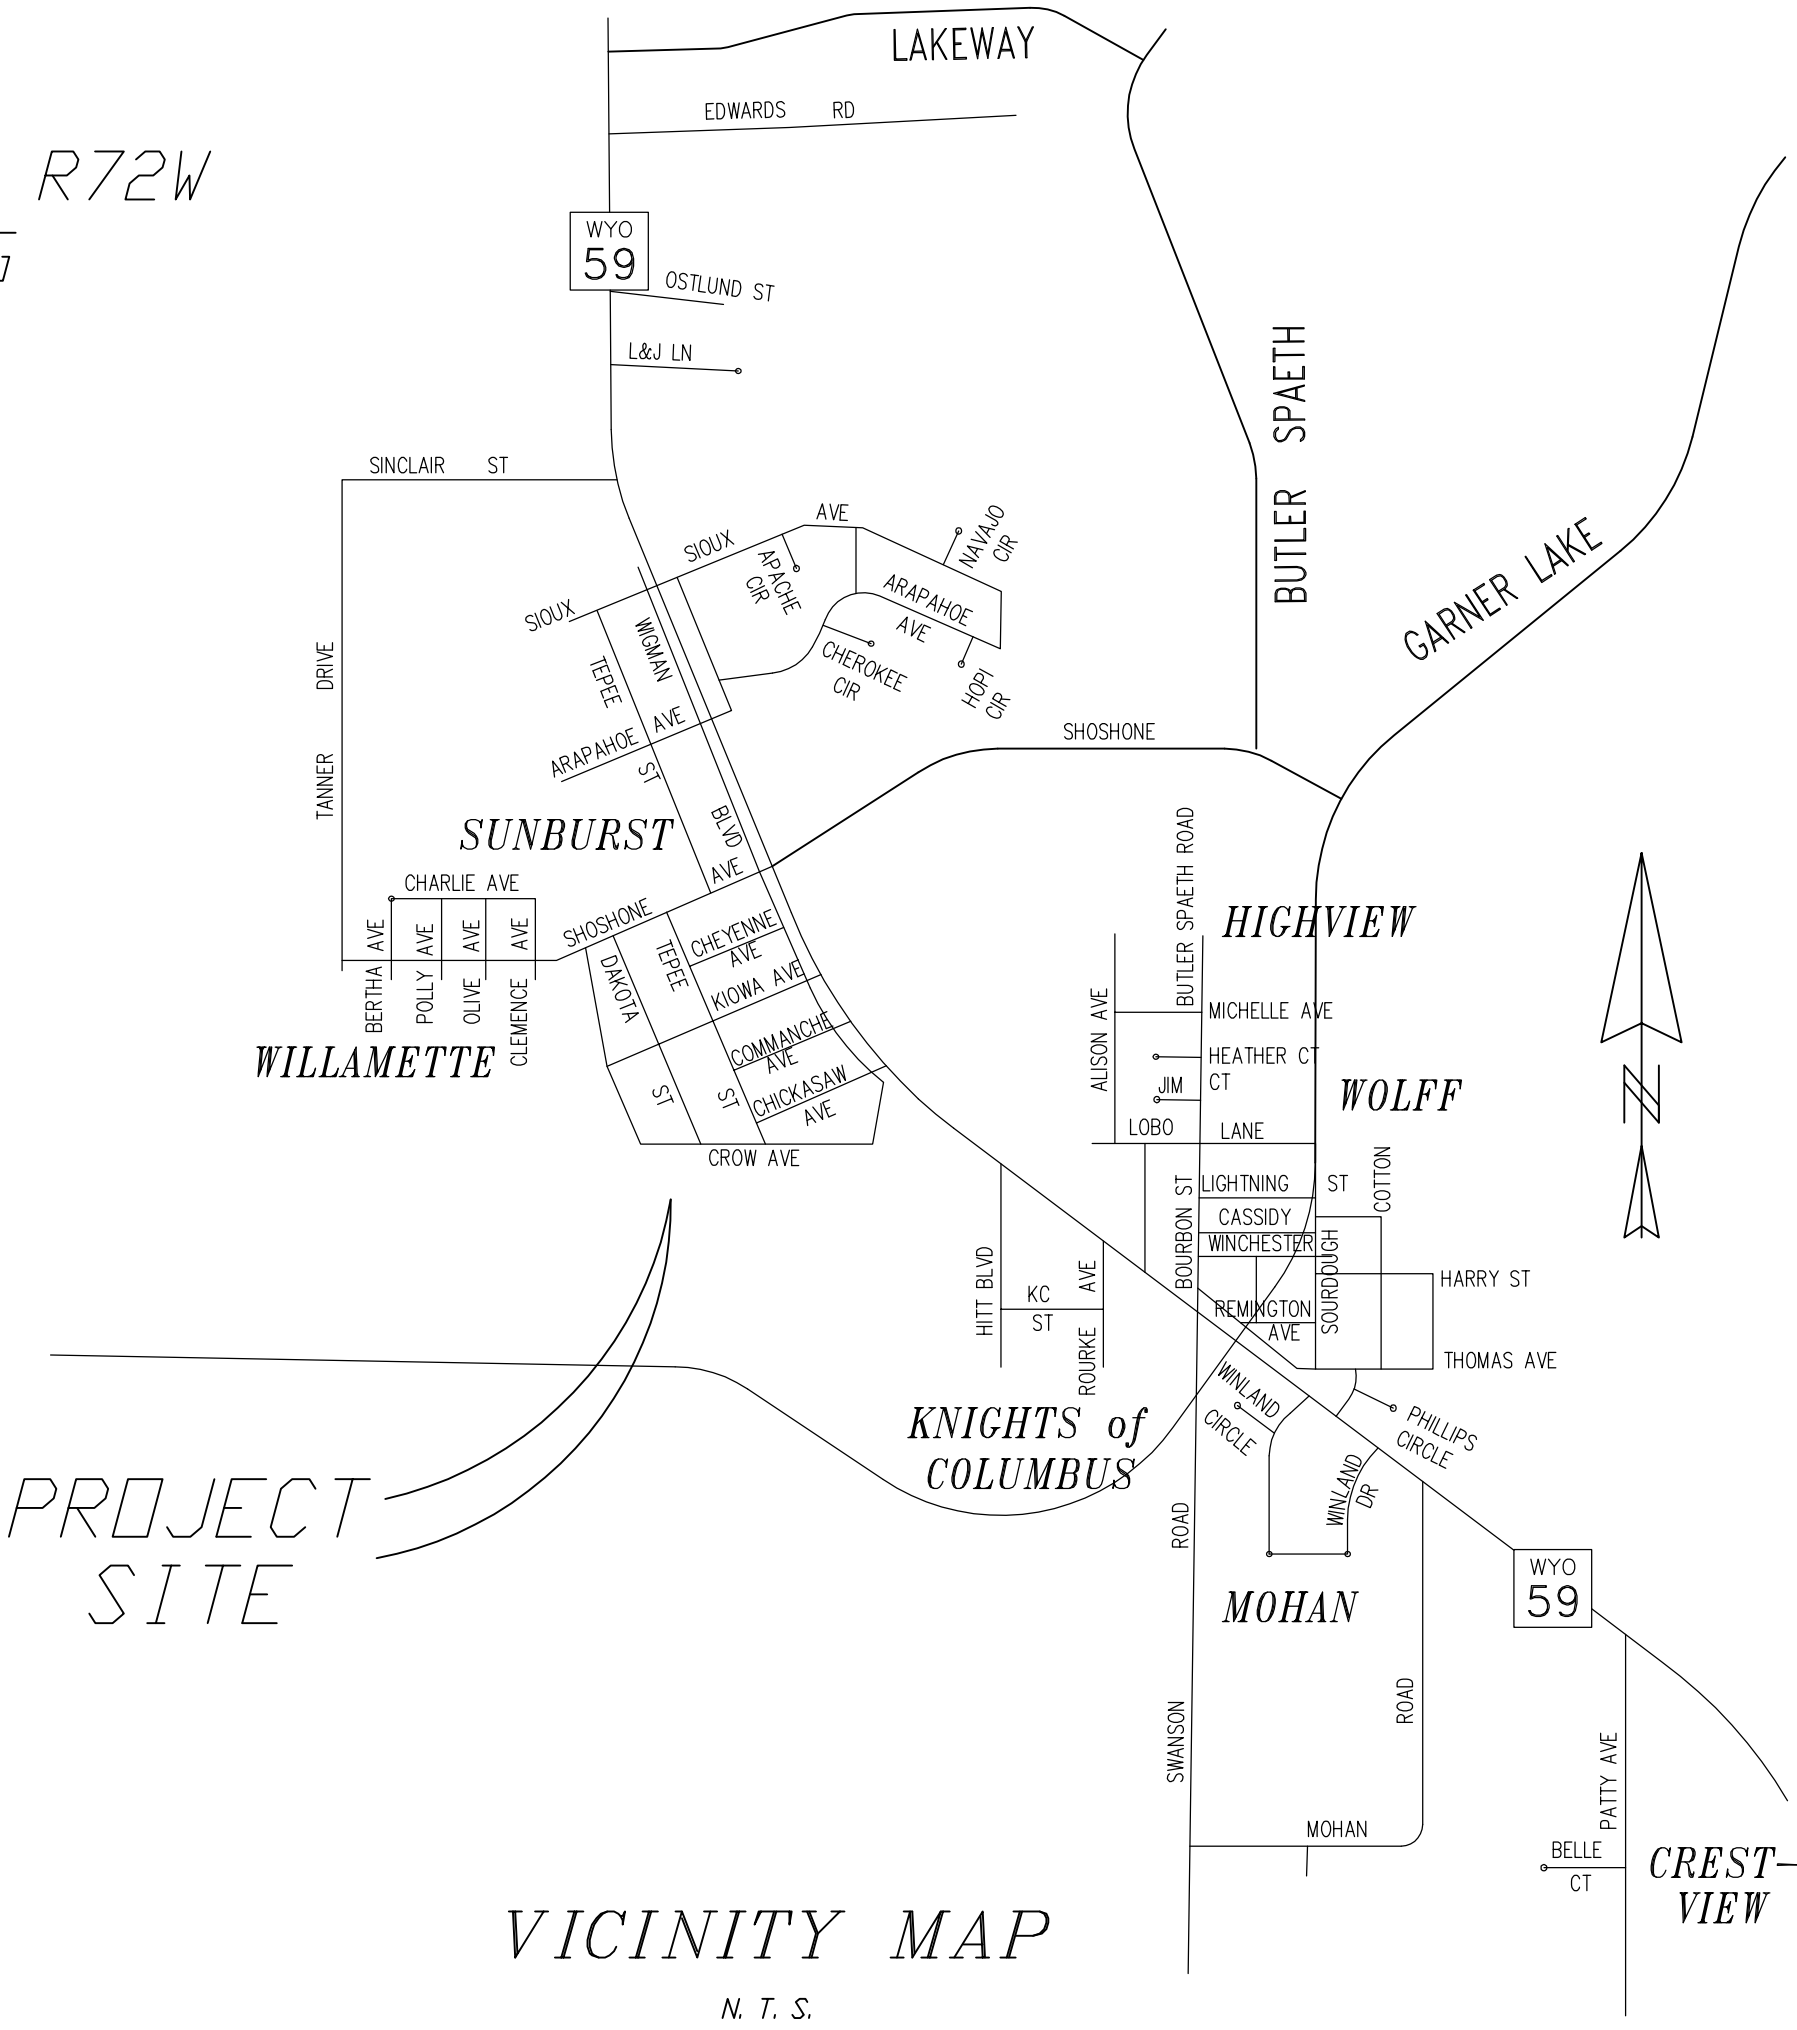 LAKEWAY
EDWARDS RD
R72W
WYO
59
OSTLUND ST
L&J LN
BUTLER SPAETH
GARNER LAKE
SINCLAIR ST
TANNER DRIVE
SIOUX
SIOUX AVE
APACHE
CIR
NAVAJO
CIR
ARAPAHOE
AVE
CHEROKEE
CIR
HOPI
CIR
WIGMAN BLVD
TEPEE ST
ARAPAHOE AVE
SHOSHONE
SUNBURST
CHARLIE AVE
BERTHA AVE
POLLY AVE
OLIVE AVE
CLEMENCE AVE
WILLAMETTE
SHOSHONE AVE
DAKOTA ST
TEPEE ST
CHEYENNE
AVE
KIOWA AVE
COMMANCHE
AVE
CHICKASAW
AVE
CROW AVE
BUTLER SPAETH ROAD
HIGHVIEW
ALISON AVE
MICHELLE AVE
HEATHER CT
JIM CT
WOLFF
LOBO LANE
COTTON
LIGHTNING ST
CASSIDY
WINCHESTER
BOURBON ST
SOURDOUGH
HARRY ST
REMINGTON
AVE
THOMAS AVE
N
HITT BLVD
KC
ST
ROURKE AVE
KNIGHTS of
COLUMBUS
WINLAND
CIRCLE
PHILLIPS
CIRCLE
WINLAND
DR
PROJECT
SITE
MOHAN
WYO
59
SWANSON ROAD
MOHAN ROAD
PATTY AVE
BELLE
CT
CREST-
VIEW
VICINITY MAP
N. T. S.